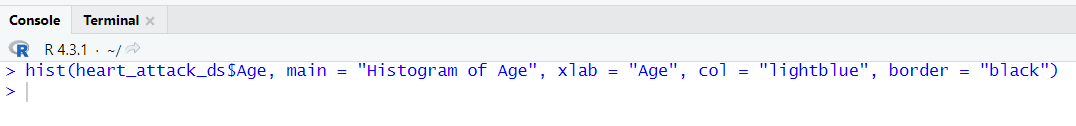 Console Terminal
R R 4.3.1 · ~/
> hist(heart_attack_ds$Age, main = "Histogram of Age", xlab = "Age", col = "lightblue", border = "black")
>